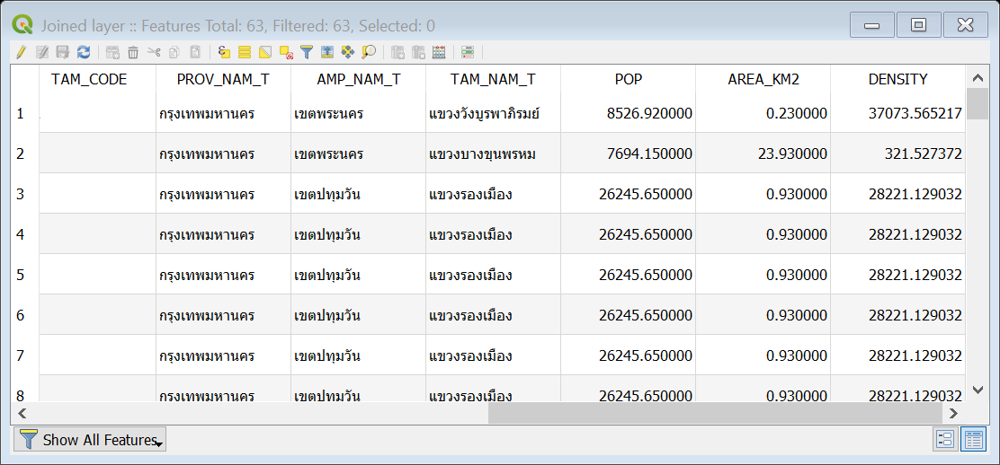 Joined layer :: Features Total: 63, Filtered: 63, Selected: 0
TAM_CODE PROV_NAM_T AMP_NAM_T TAM_NAM_T POP AREA_KM2 DENSITY
1 กรุงเทพมหานคร เขตพระนคร แขวงวังบูรพาภิรมย์ 8526.920000 0.230000 37073.565217
2 กรุงเทพมหานคร เขตพระนคร แขวงบางขุนพรหม 7694.150000 23.930000 321.527372
3 กรุงเทพมหานคร เขตปทุมวัน แขวงรองเมือง 26245.650000 0.930000 28221.129032
4 กรุงเทพมหานคร เขตปทุมวัน แขวงรองเมือง 26245.650000 0.930000 28221.129032
5 กรุงเทพมหานคร เขตปทุมวัน แขวงรองเมือง 26245.650000 0.930000 28221.129032
6 กรุงเทพมหานคร เขตปทุมวัน แขวงรองเมือง 26245.650000 0.930000 28221.129032
7 กรุงเทพมหานคร เขตปทุมวัน แขวงรองเมือง 26245.650000 0.930000 28221.129032
8 กรุงเทพมหานคร เขตปทุมวัน แขวงรองเมือง 26245.650000 0.930000 28221.129032
Show All Features